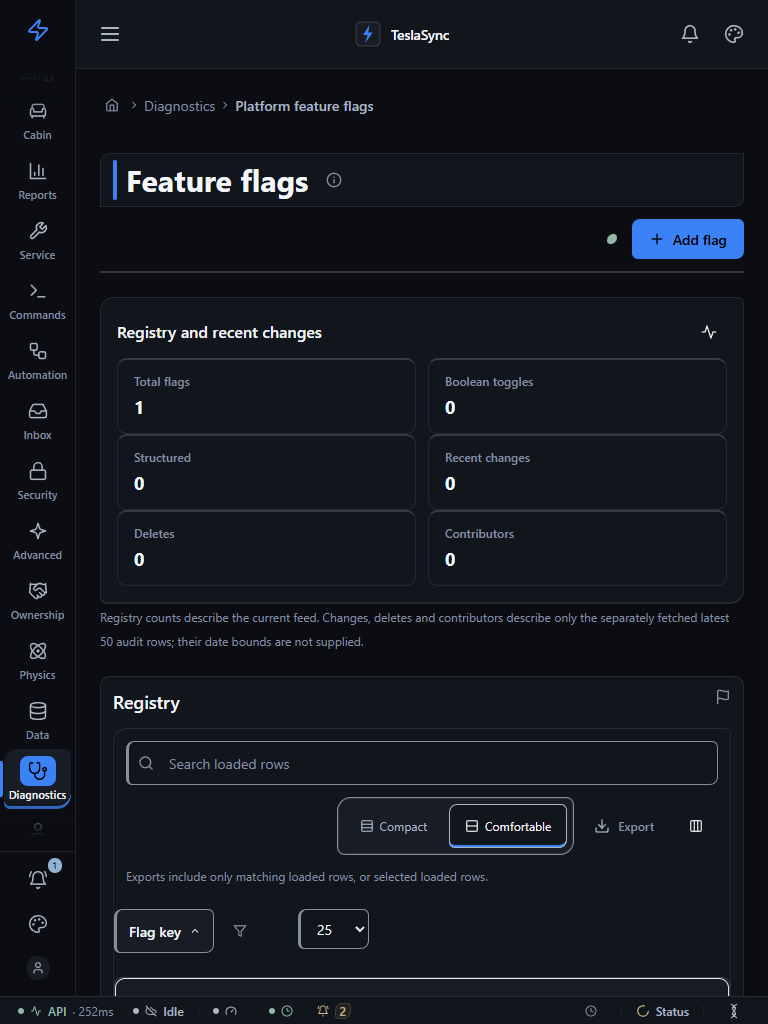 TeslaSync
Energy
Cabin
Reports
Service
Commands
Automation
Inbox
Security
Advanced
Ownership
Physics
Data
Diagnostics
1
Diagnostics
Platform feature flags
Feature flags
Add flag
Registry and recent changes
Total flags
1
Boolean toggles
0
Structured
0
Recent changes
0
Deletes
0
Contributors
0
Registry counts describe the current feed. Changes, deletes and contributors describe only the separately fetched latest
50 audit rows; their date bounds are not supplied.
Registry
Search loaded rows
Compact
Comfortable
Export
Exports include only matching loaded rows, or selected loaded rows.
Flag key
25
API · 252ms
Idle
2
Status